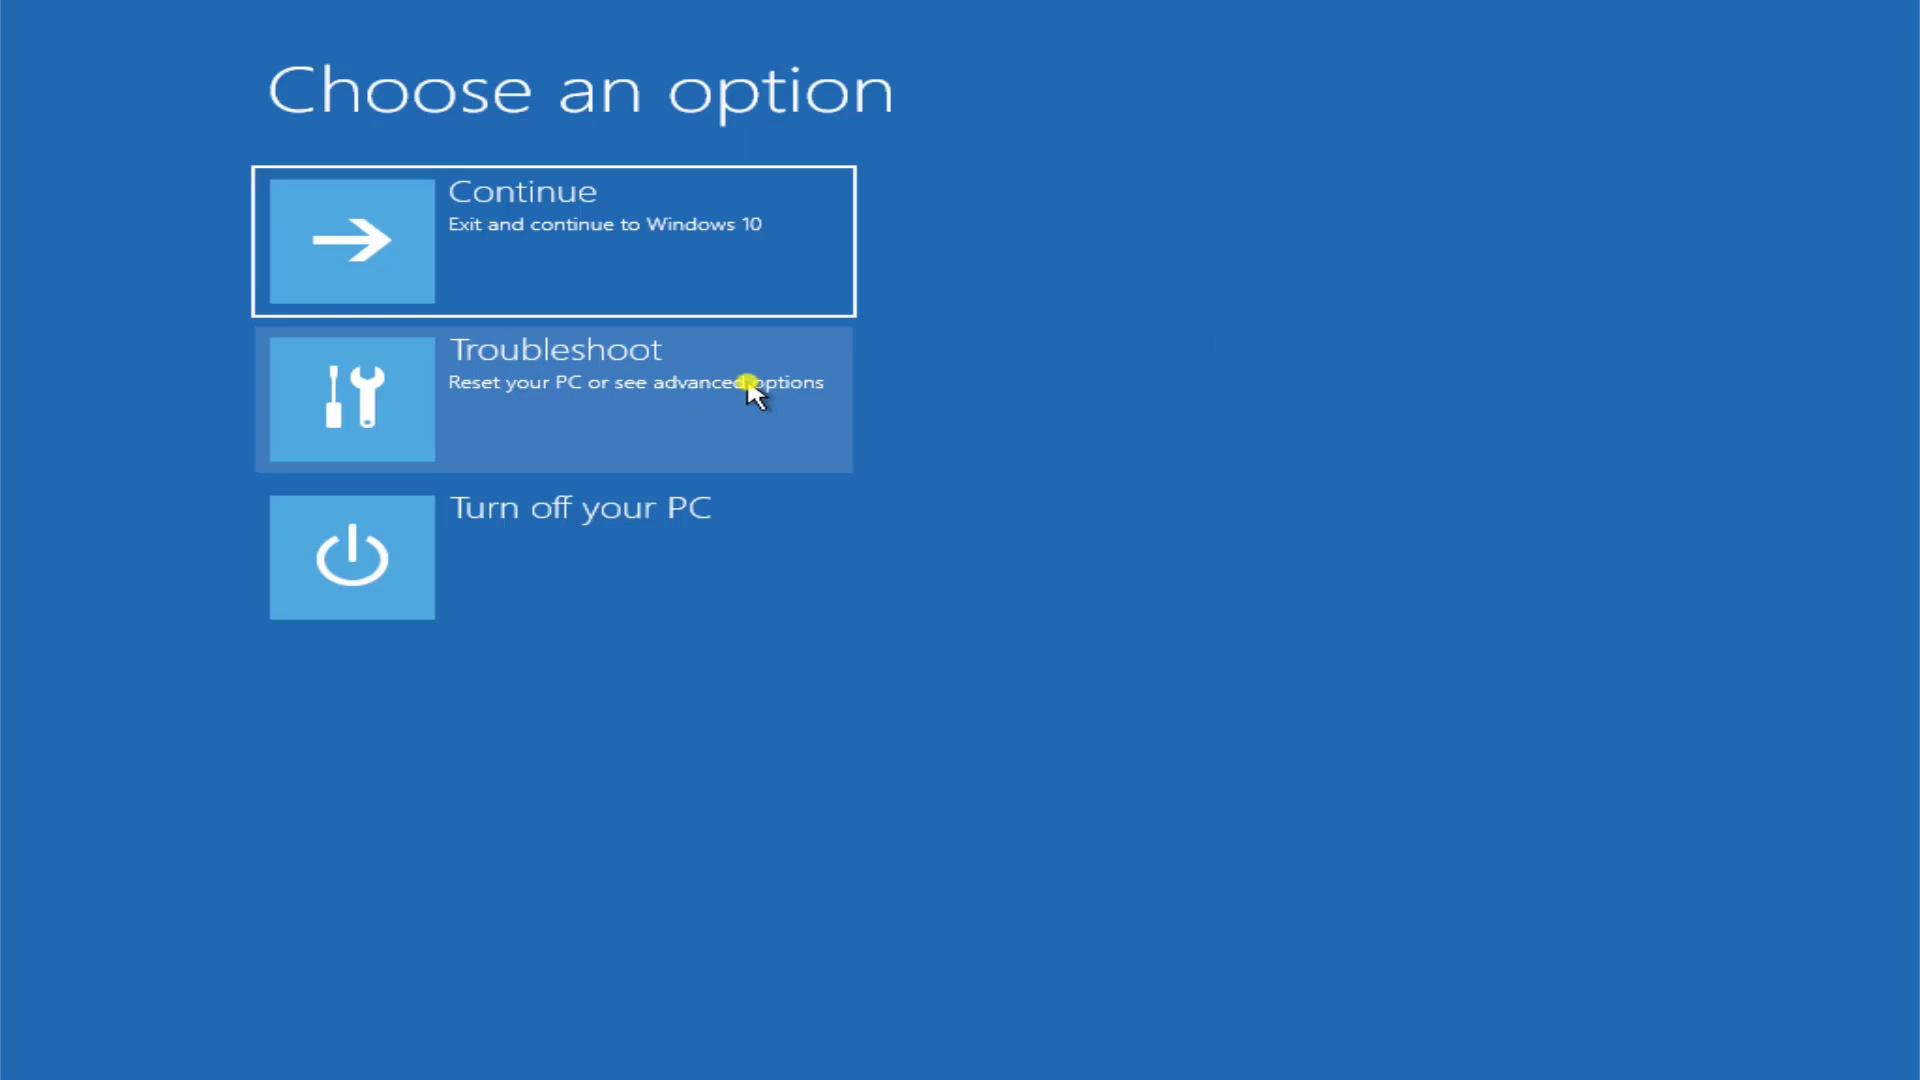 Choose an option
Continue
Exit and continue to Windows 10
Troubleshoot
Reset your PC or see advanced options
Turn off your PC